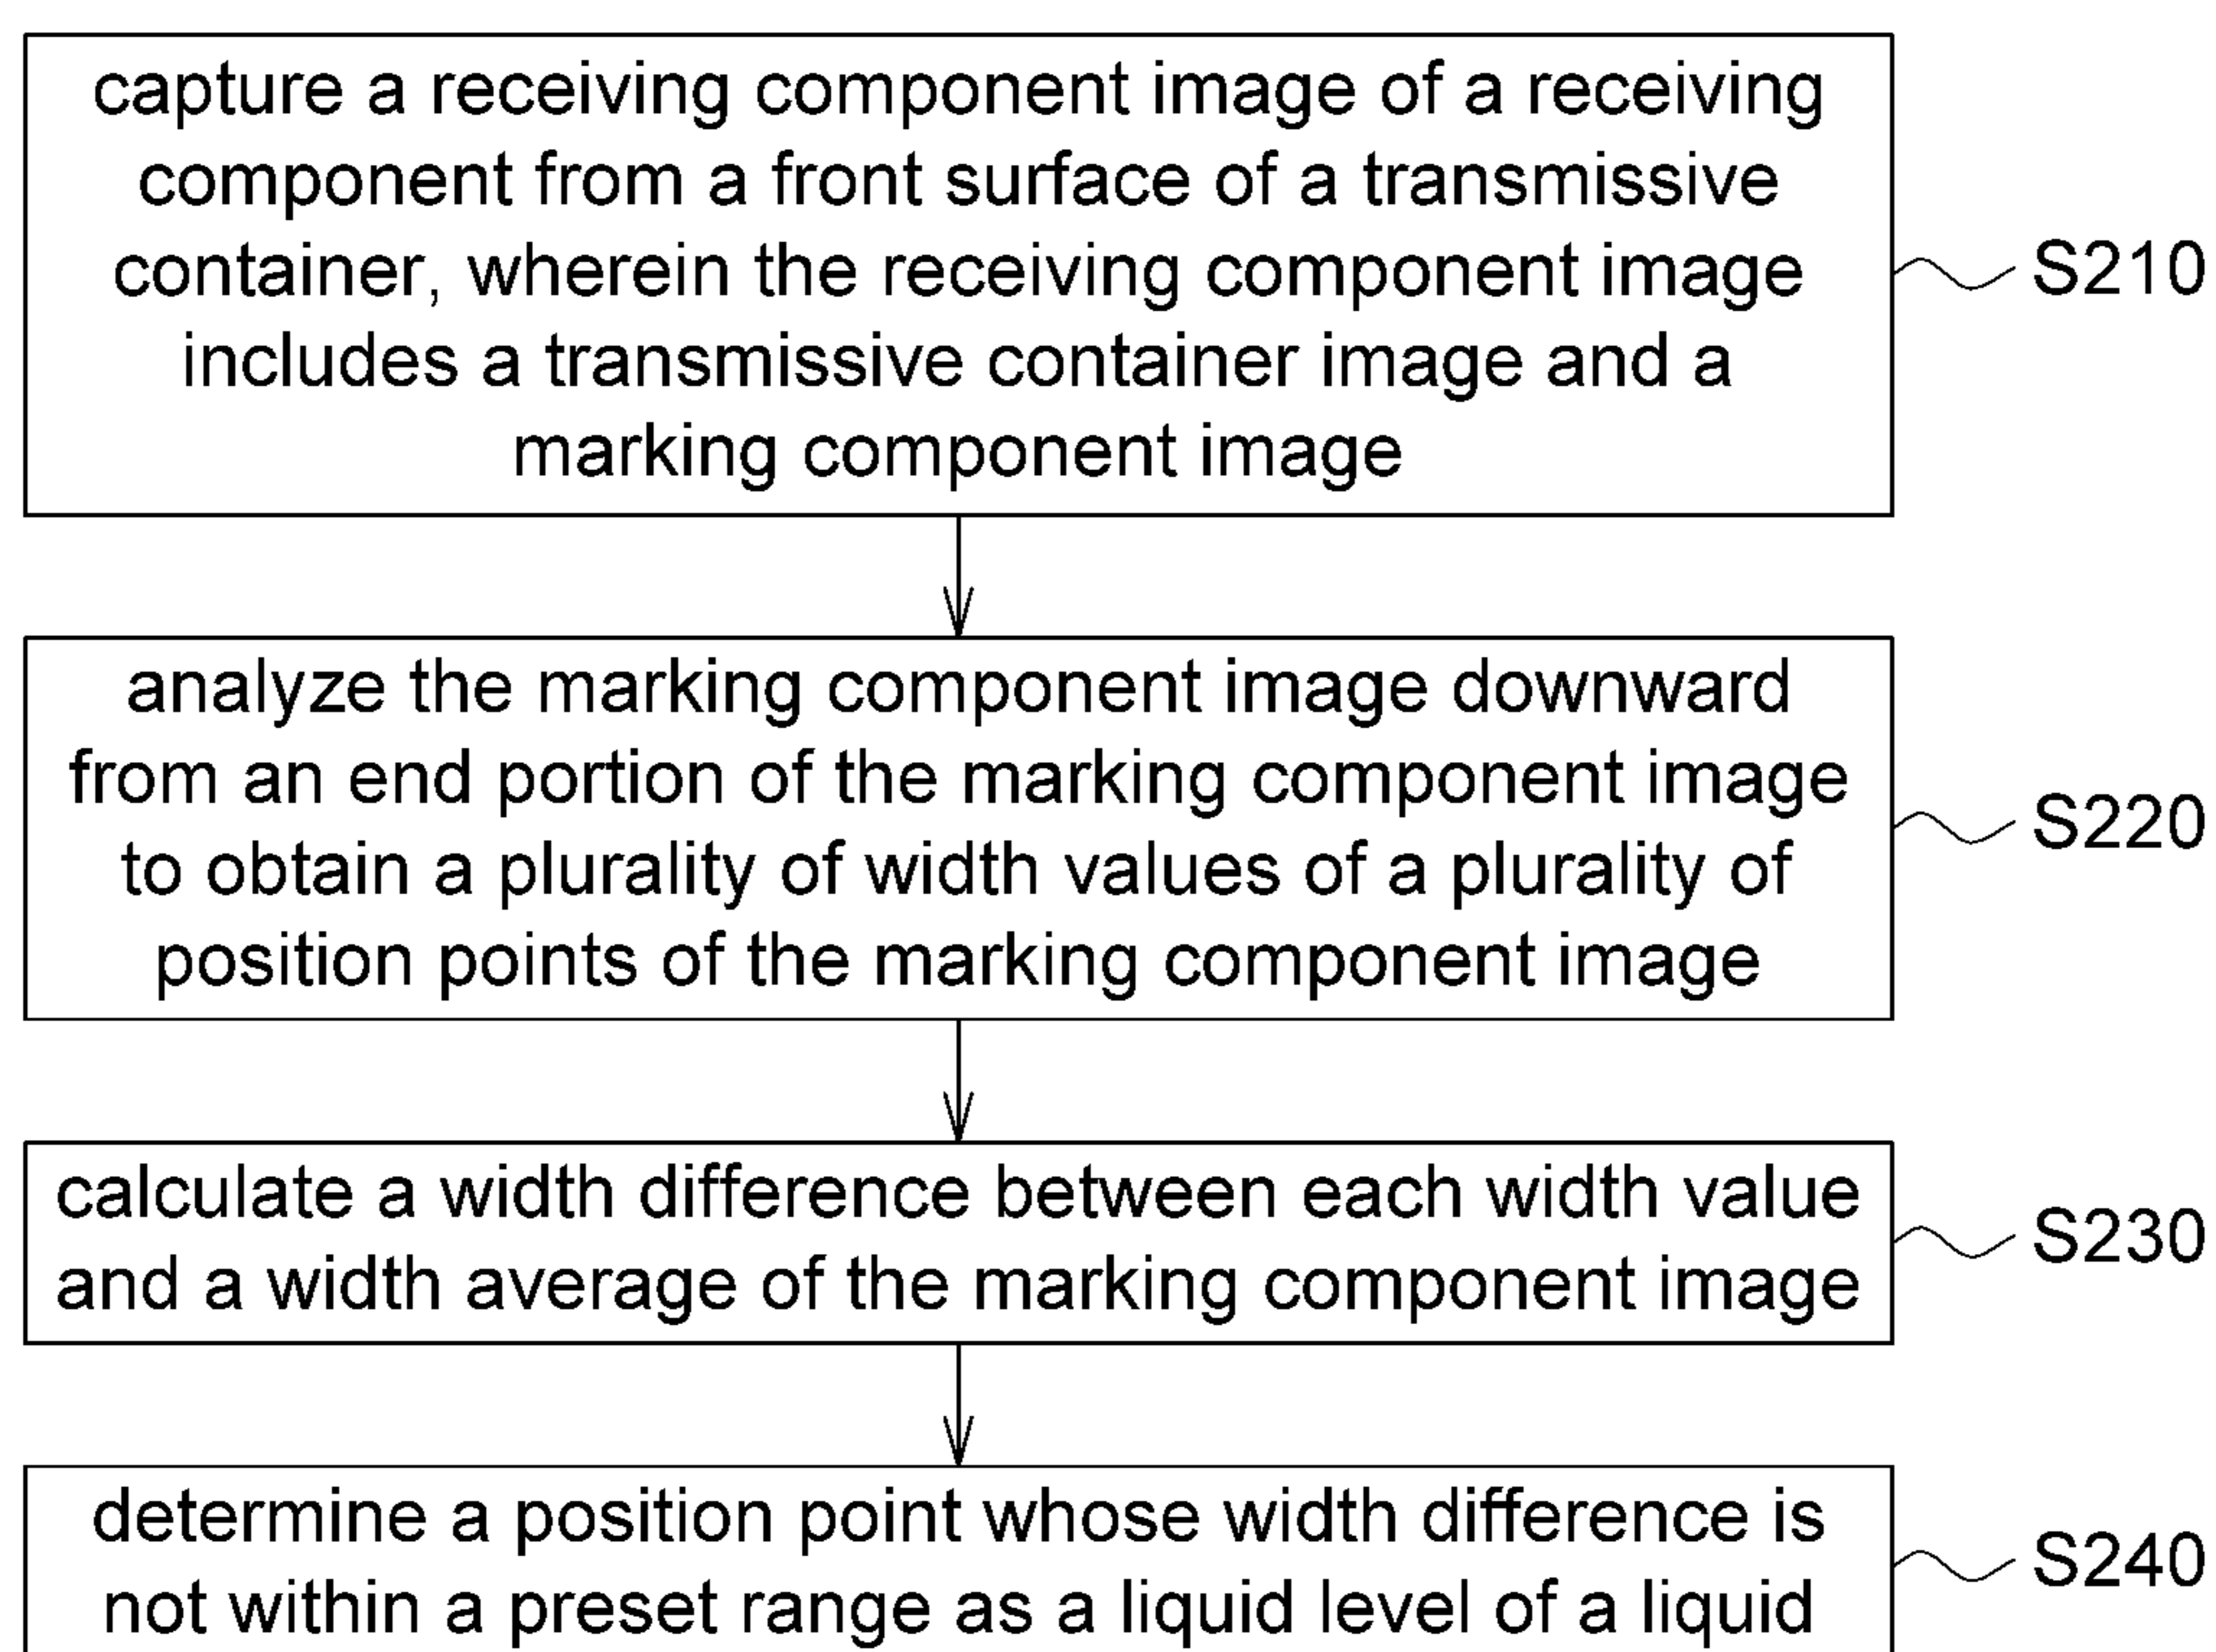 capture a receiving component image of a receiving
component from a front surface of a transmissive
container, wherein the receiving component image
includes a transmissive container image and a
marking component image
S210
analyze the marking component image downward
from an end portion of the marking component image
to obtain a plurality of width values of a plurality of
position points of the marking component image
S220
calculate a width difference between each width value
and a width average of the marking component image
S230
determine a position point whose width difference is
not within a preset range as a liquid level of a liquid
S240